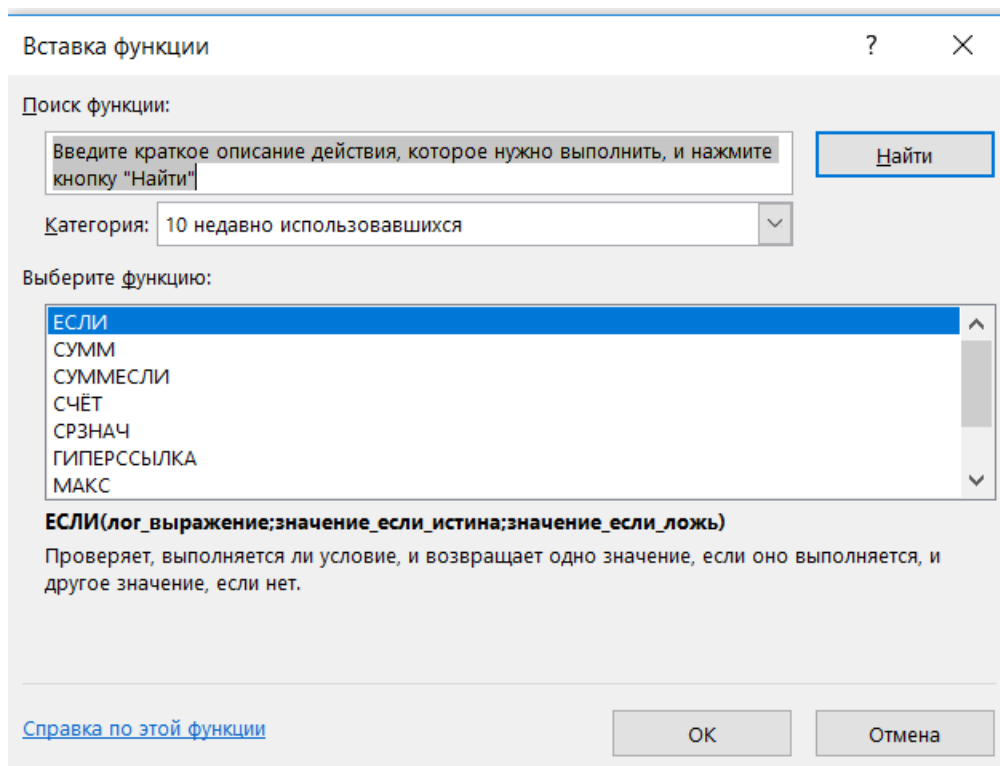 Вставка функции
Поиск функции:
Введите краткое описание действия, которое нужно выполнить, и нажмите
кнопку "Найти"
Найти
Категория: 10 недавно использовавшихся
Выберите функцию:
ЕСЛИ
СУММ
СУММЕСЛИ
СЧЁТ
СРЗНАЧ
ГИПЕРССЫЛКА
МАКС
ЕСЛИ(лог_выражение;значение_если_истина;значение_если_ложь)
Проверяет, выполняется ли условие, и возвращает одно значение, если оно выполняется, и
другое значение, если нет.
Справка по этой функции
ОК
Отмена